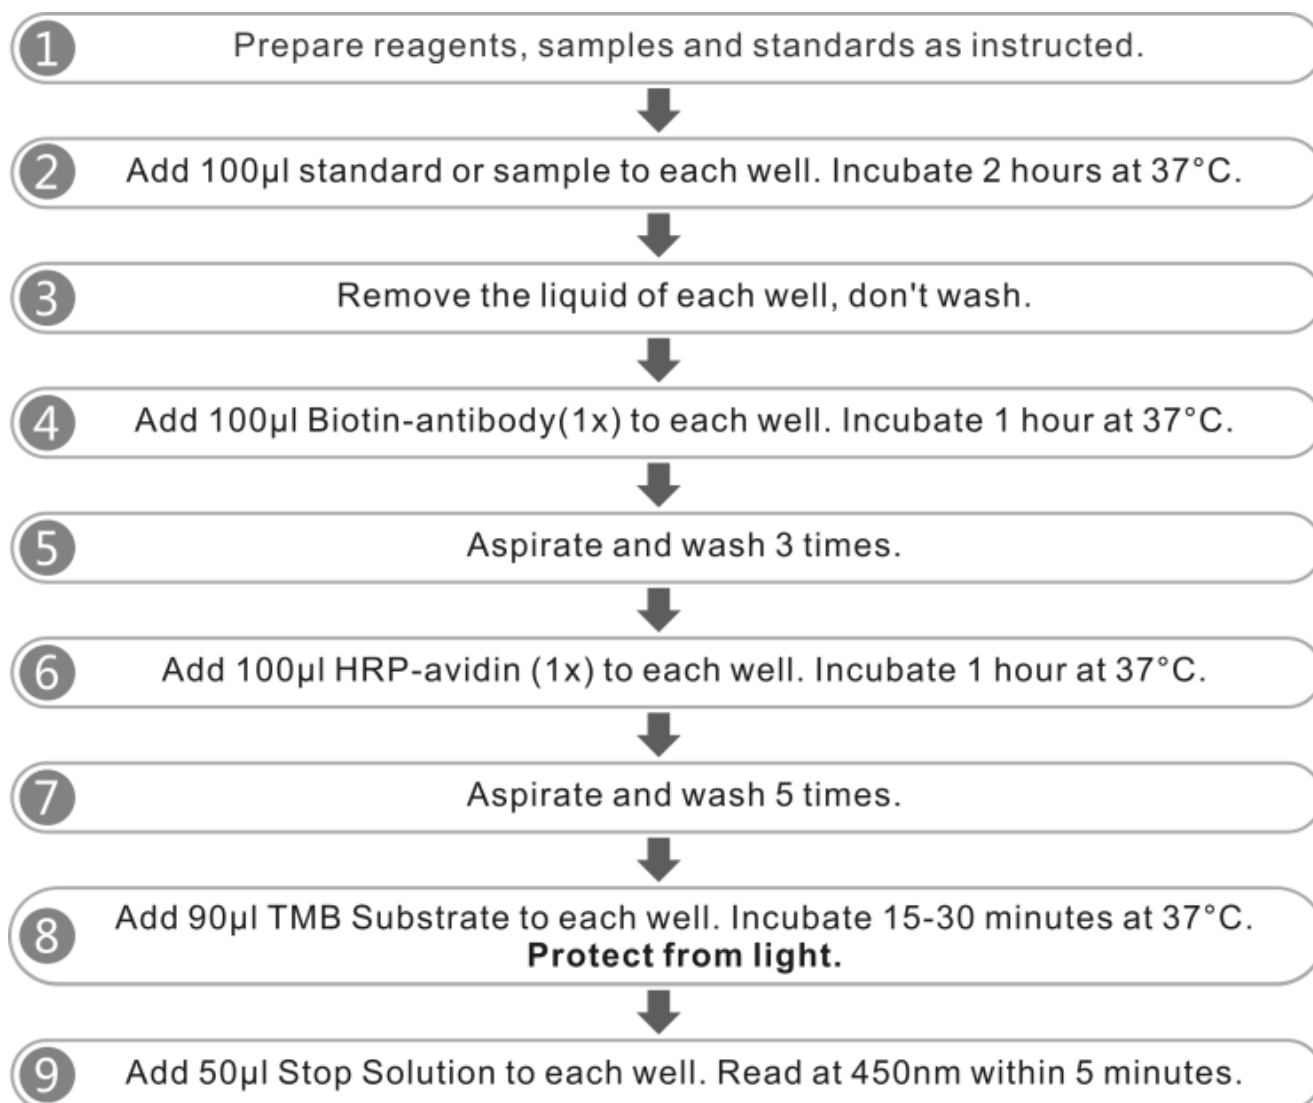 1 Prepare reagents, samples and standards as instructed.
2 Add 100µl standard or sample to each well. Incubate 2 hours at 37°C.
3 Remove the liquid of each well, don't wash.
4 Add 100µl Biotin-antibody(1x) to each well. Incubate 1 hour at 37°C.
5 Aspirate and wash 3 times.
6 Add 100µl HRP-avidin (1x) to each well. Incubate 1 hour at 37°C.
7 Aspirate and wash 5 times.
8 Add 90µl TMB Substrate to each well. Incubate 15-30 minutes at 37°C.
Protect from light.
9 Add 50µl Stop Solution to each well. Read at 450nm within 5 minutes.